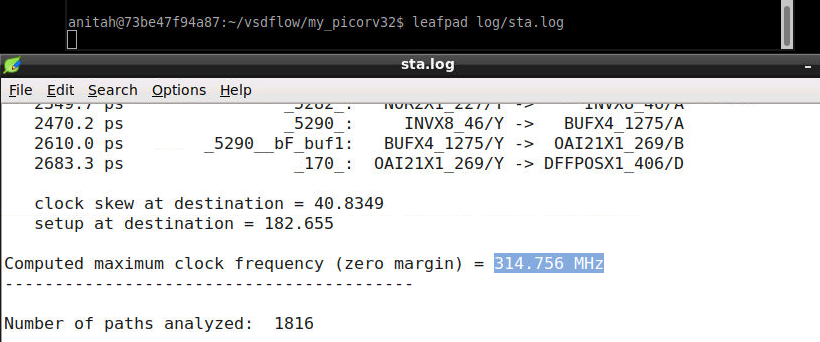 anitah@73be47f94a87:~/vsdflow/my_picorv32$ leafpad log/sta.log
sta.log
File Edit Search Options Help
2349.7 ps _5282_: NOR2X1_227/Y -> INVX8_46/A
2470.2 ps _5290_: INVX8_46/Y -> BUFX4_1275/A
2610.0 ps _5290__bF_buf1: BUFX4_1275/Y -> OAI21X1_269/B
2683.3 ps _170_: OAI21X1_269/Y -> DFFPOSX1_406/D
clock skew at destination = 40.8349
setup at destination = 182.655
Computed maximum clock frequency (zero margin) = 314.756 MHz
-----------------------------------------
Number of paths analyzed: 1816